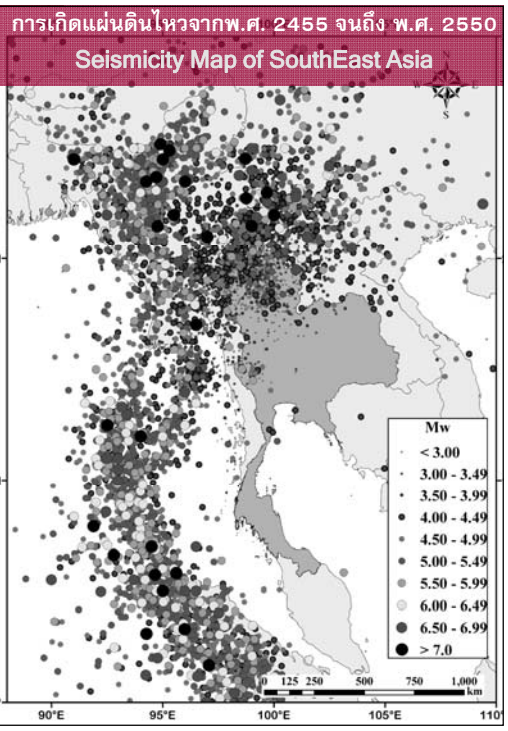 การเกิดแผ่นดินไหวจากพ.ศ. 2455 จนถึง พ.ศ. 2550
Seismicity Map of SouthEast Asia
N
W E
S
Mw
< 3.00
3.00 - 3.49
3.50 - 3.99
4.00 - 4.49
4.50 - 4.99
5.00 - 5.49
5.50 - 5.99
6.00 - 6.49
6.50 - 6.99
> 7.0
0 125 250 500 750 1,000
km
90°E 95°E 100°E 105°E 110°